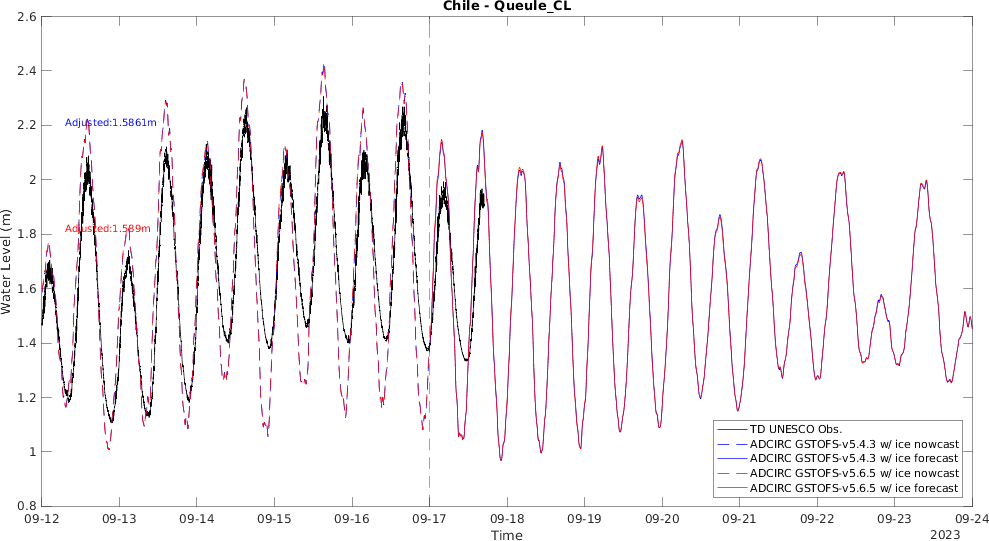 Chile - Queule_CL
2.6
2.4
2.2
2
1.8
1.6
1.4
1.2
1
0.8
Water Level (m)
Adjusted:1.5861m
Adjusted:1.589m
TD UNESCO Obs.
ADCIRC GSTOFS-v5.4.3 w/ ice nowcast
ADCIRC GSTOFS-v5.4.3 w/ ice forecast
ADCIRC GSTOFS-v5.6.5 w/ ice nowcast
ADCIRC GSTOFS-v5.6.5 w/ ice forecast
09-12 09-13 09-14 09-15 09-16 09-17 09-18 09-19 09-20 09-21 09-22 09-23 09-24
Time
2023